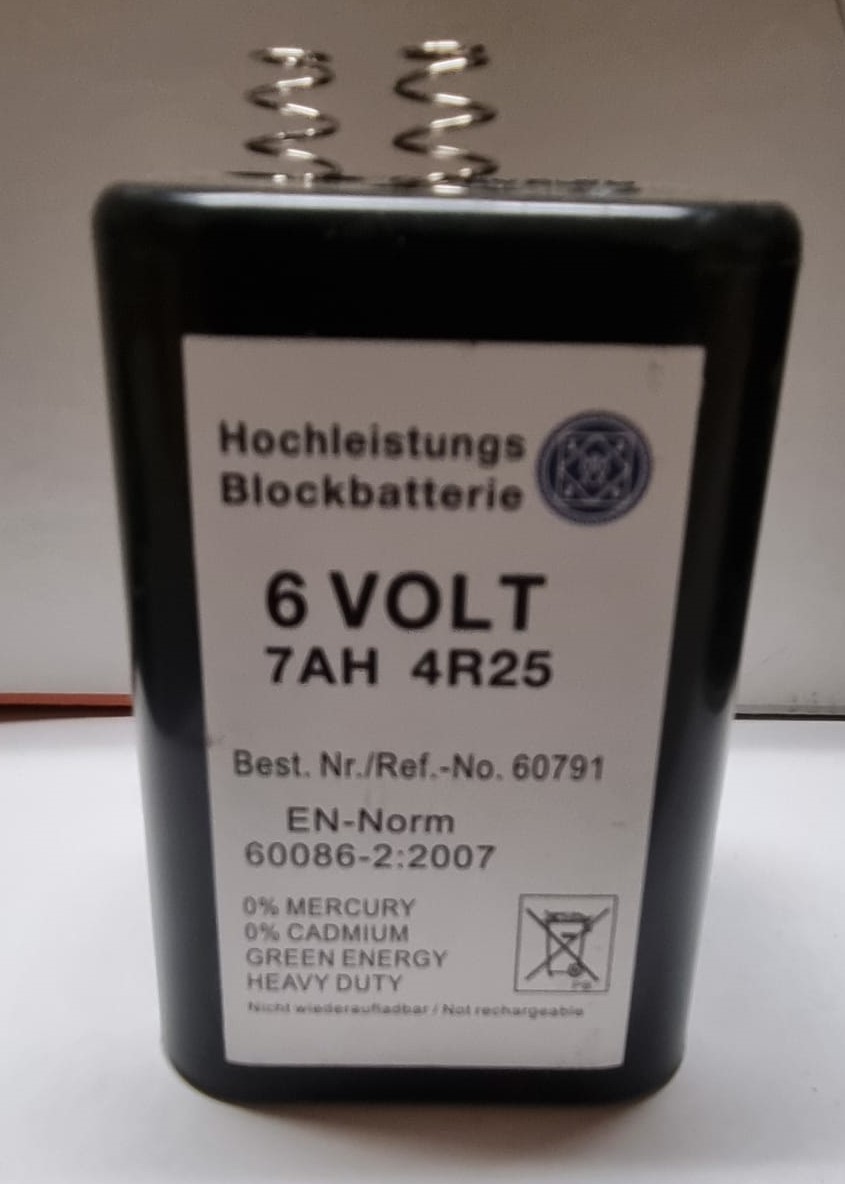 Hochleistungs
Blockbatterie
6 VOLT
7AH 4R25
Best. Nr./Ref.-No. 60791
EN-Norm
60086-2:2007
0% MERCURY
0% CADMIUM
GREEN ENERGY
HEAVY DUTY
Nicht wiederaufladbar / Not rechargeable